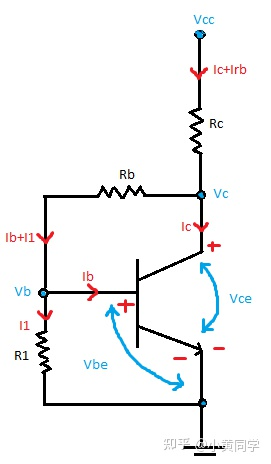 Vcc
Ic+Irb
Rc
Rb
Vc
Ic
+
Ib+I1
Ib
Vb
+
Vce
I1
R1
Vbe
-
-
知乎 @小黄同学